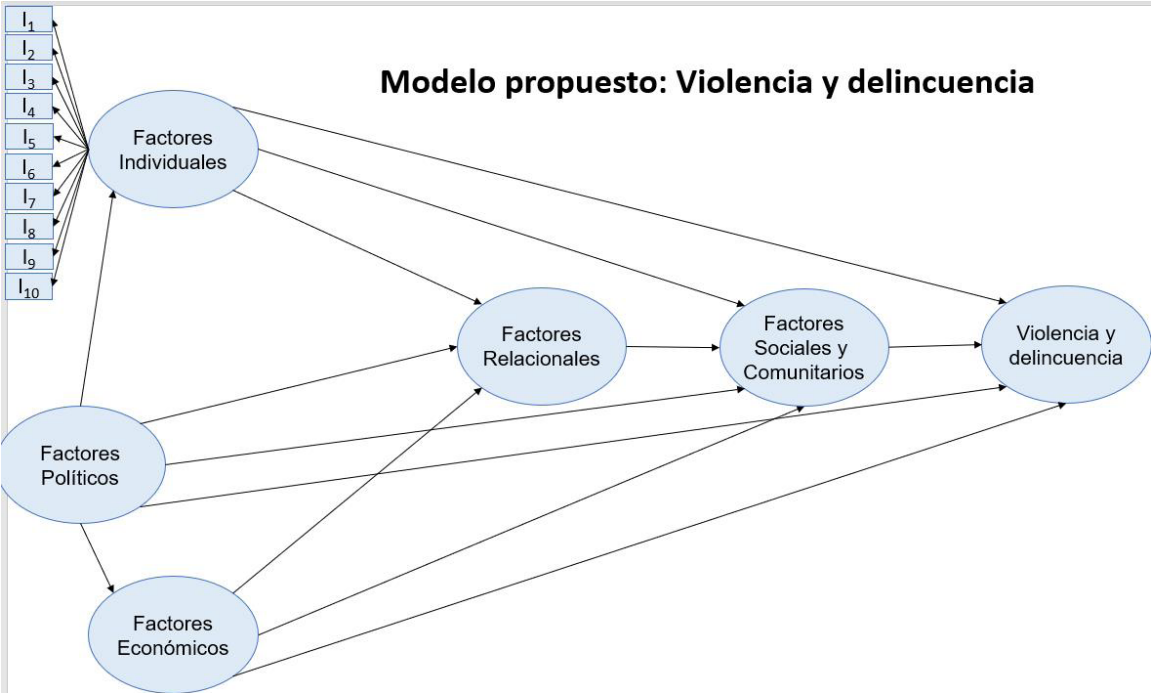 I1
I2
I3
I4
I5
I6
I7
I8
I9
I10
Modelo propuesto: Violencia y delincuencia
Factores
Individuales
Factores
Relacionales
Factores
Sociales y
Comunitarios
Violencia y
delincuencia
Factores
Políticos
Factores
Económicos